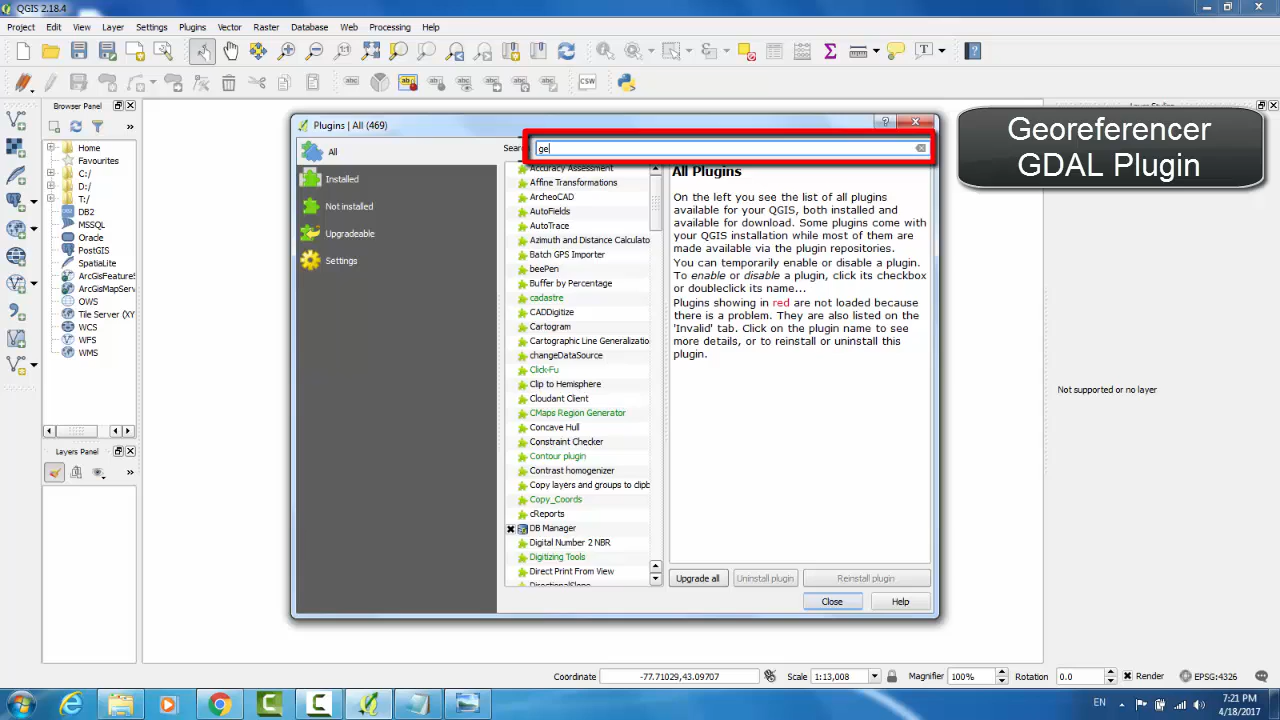 QGIS 2.18.4
Project Edit View Layer Settings Plugins Vector Raster Database Processing Help
Browser Panel
Home
Favourites
C:/
D:/
T:/
DB2
MSSQL
Oracle
PostGIS
SpatiaLite
ArcGisFeatureS
ArcGisMapServ
OWS
Tile Server (XY
WCS
WFS
WMS
Layers Panel
Plugins | All (469)
All
Installed
Not installed
Upgradeable
Settings
ge
Accuracy Assessment
Affine Transformations
ArcheoCAD
AutoFields
AutoTrace
Azimuth and Distance Calculato
Batch GPS Importer
beePen
Buffer by Percentage
cadastre
CADDigitize
Cartogram
Cartographic Line Generalizatio
changeDataSource
Click-Fu
Clip to Hemisphere
Cloudant Client
CMaps Region Generator
Concave Hull
Constraint Checker
Contour plugin
Contrast homogenizer
Copy layers and groups to clipb
Copy_Coords
cReports
DB Manager
Digital Number 2 NBR
Digitizing Tools
Direct Print From View
DirectionalSlope
All Plugins
On the left you see the list of all plugins
available for your QGIS, both installed and
available for download. Some plugins come with
your QGIS installation while most of them are
made available via the plugin repositories.
You can temporarily enable or disable a plugin.
To enable or disable a plugin, click its checkbox
or doubleclick its name...
Plugins showing in red are not loaded because
there is a problem. They are also listed on the
'Invalid' tab. Click on the plugin name to see
more details, or to reinstall or uninstall this
plugin.
Upgrade all Uninstall plugin Reinstall plugin
Close Help
Georeferencer
GDAL Plugin
Not supported or no layer
Coordinate -77.71029,43.09707 Scale 1:13,008 Magnifier 100% Rotation 0.0 Render EPSG:4326
EN 7:21 PM
4/18/2017